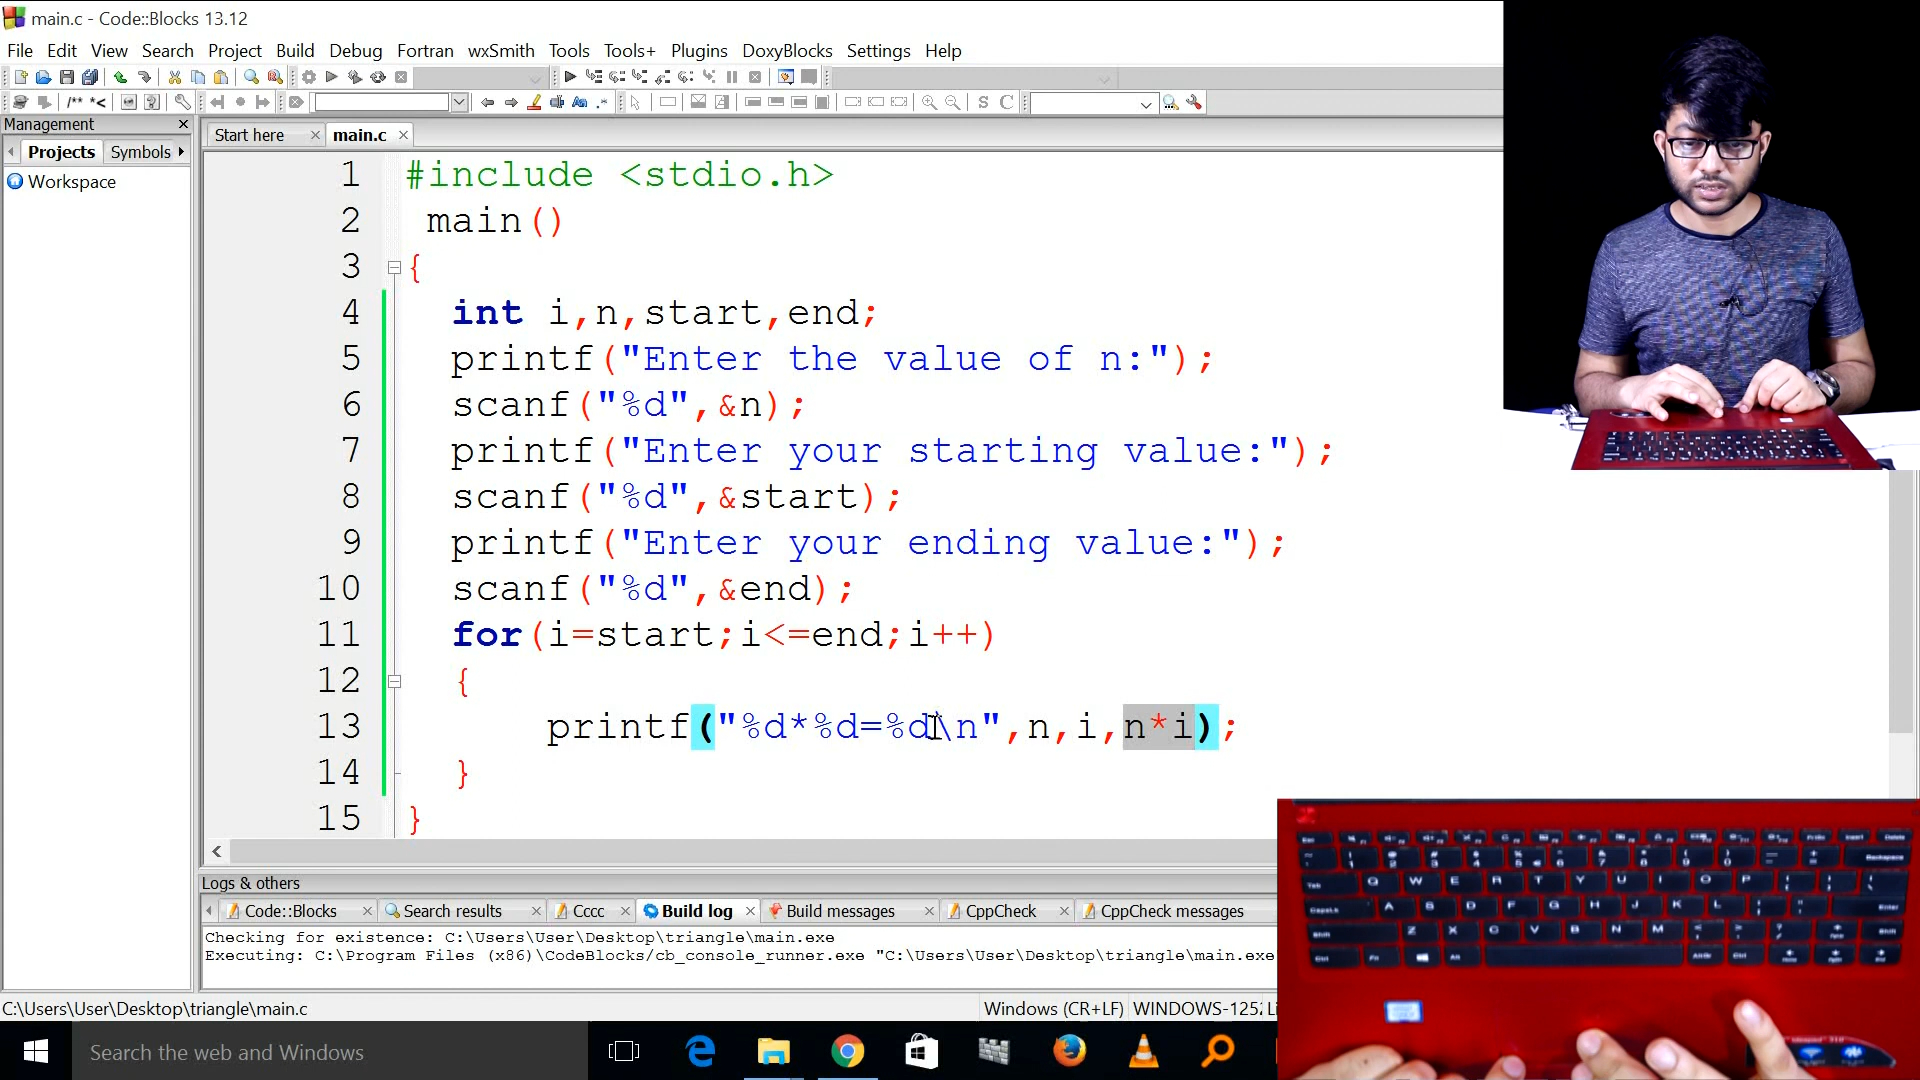 main.c - Code::Blocks 13.12
File Edit View Search Project Build Debug Fortran wxSmith Tools Tools+ Plugins DoxyBlocks Settings Help
/** *<
S C
Management
Projects Symbols
Workspace
Start here main.c
1 #include <stdio.h>
2 main()
3 {
4 int i,n,start,end;
5 printf("Enter the value of n:");
6 scanf("%d",&n);
7 printf("Enter your starting value:");
8 scanf("%d",&start);
9 printf("Enter your ending value:");
10 scanf("%d",&end);
11 for(i=start;i<=end;i++)
12 {
13 printf("%d*%d=%d\n",n,i,n*i);
14 }
15 }
Logs & others
Code::Blocks Search results Cccc Build log Build messages CppCheck CppCheck messages
Checking for existence: C:\Users\User\Desktop\triangle\main.exe
Executing: C:\Program Files (x86)\CodeBlocks/cb_console_runner.exe "C:\Users\User\Desktop\triangle\main.exe
C:\Users\User\Desktop\triangle\main.c Windows (CR+LF) WINDOWS-1252 Li
Search the web and Windows
Q W E R T Y U I O P
A S D F G H J K L
Z X C V B N M